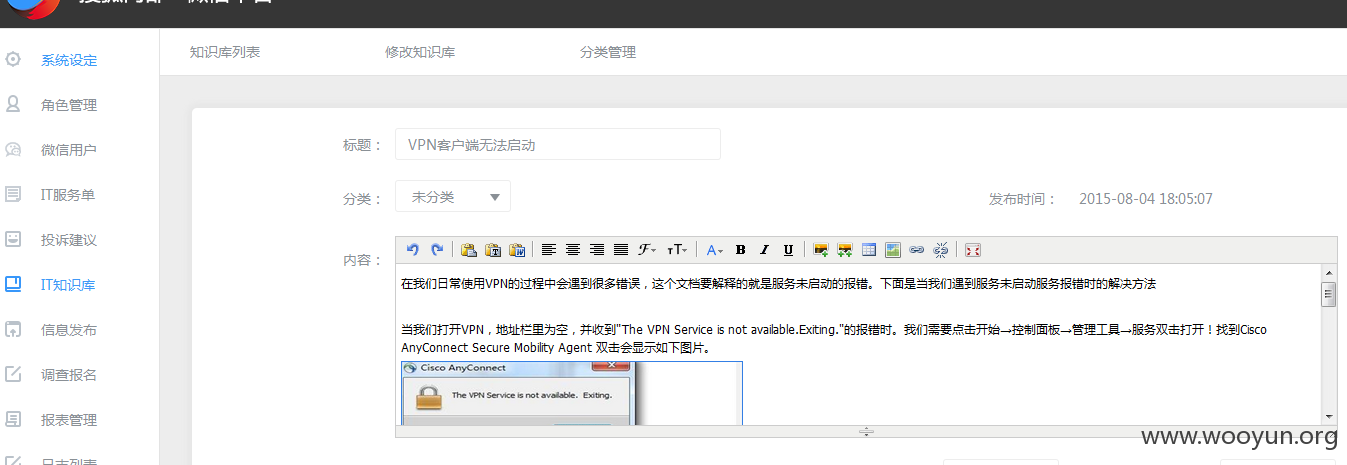 系统设定
角色管理
微信用户
IT服务单
投诉建议
IT知识库
信息发布
调查报名
报表管理
日志列表
知识库列表 修改知识库 分类管理
标题： VPN客户端无法启动
分类： 未分类 发布时间： 2015-08-04 18:05:07
内容：
在我们日常使用VPN的过程中会遇到很多错误，这个文档要解释的就是服务未启动的报错。下面是当我们遇到服务未启动服务报错时的解决方法
当我们打开VPN，地址栏里为空，并收到"The VPN Service is not available.Exiting."的报错时。我们需要点击开始→控制面板→管理工具→服务双击打开！找到Cisco
AnyConnect Secure Mobility Agent 双击会显示如下图片。
Cisco AnyConnect
The VPN Service is not available. Exiting.
www.wooyun.org